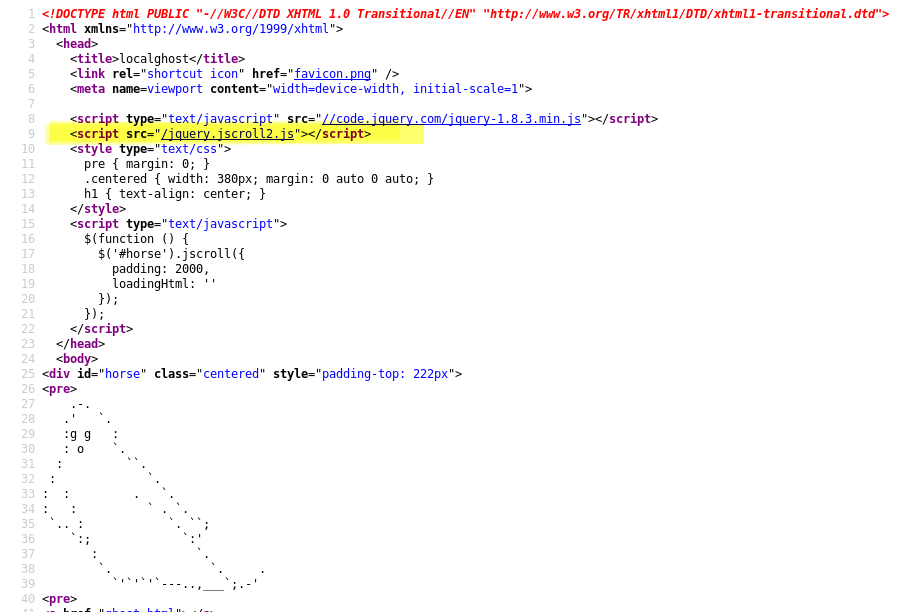 1 <!DOCTYPE html PUBLIC "-//W3C//DTD XHTML 1.0 Transitional//EN" "http://www.w3.org/TR/xhtml1/DTD/xhtml1-transitional.dtd">
2 <html xmlns="http://www.w3.org/1999/xhtml">
3   <head>
4     <title>localghost</title>
5     <link rel="shortcut icon" href="favicon.png" />
6     <meta name=viewport content="width=device-width, initial-scale=1">
7
8     <script type="text/javascript" src="//code.jquery.com/jquery-1.8.3.min.js"></script>
9     <script src="/jquery.jscroll2.js"></script>
10     <style type="text/css">
11       pre { margin: 0; }
12       .centered { width: 380px; margin: 0 auto 0 auto; }
13       h1 { text-align: center; }
14     </style>
15     <script type="text/javascript">
16       $(function () {
17         $('#horse').jscroll({
18           padding: 2000,
19           loadingHtml: ''
20         });
21       });
22     </script>
23   </head>
24   <body>
25 <div id="horse" class="centered" style="padding-top: 222px">
26 <pre>
27     .-.
28    .'   `.
29    :g g   :
30    : o    `.
31   :         ``.
32  :             `.
33 :  :         .   `.
34 :   :          ` . `.
35  `.. :            `. ``;
36     `:;             `:'
37        :              `.
38         `.              `.     .
39           `'`'`'`---..,___`;.-'
40 <pre>
41 <a href="ghost.html"></a>